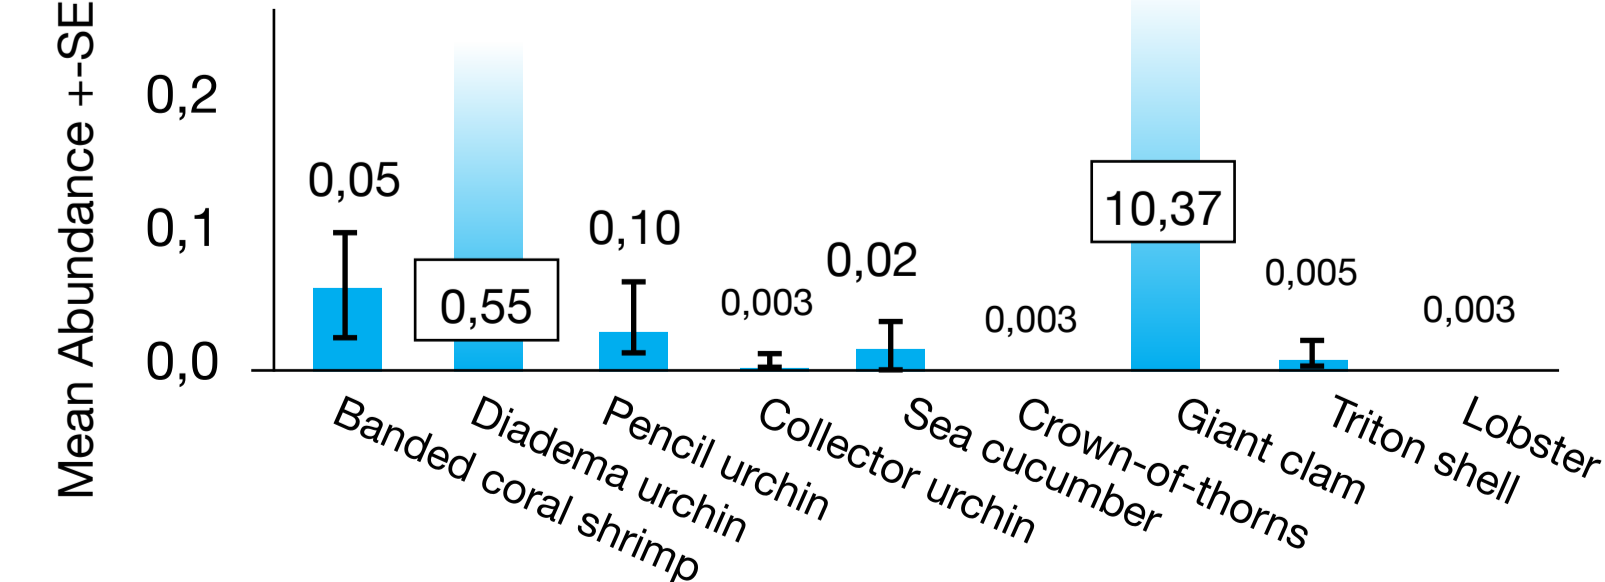 Mean Abundance +-SE
0,2
0,1
0,0
0,05
0,55
0,10
0,003
0,02
0,003
10,37
0,005
0,003
Banded coral shrimp
Diadema urchin
Pencil urchin
Collector urchin
Sea cucumber
Crown-of-thorns
Giant clam
Triton shell
Lobster